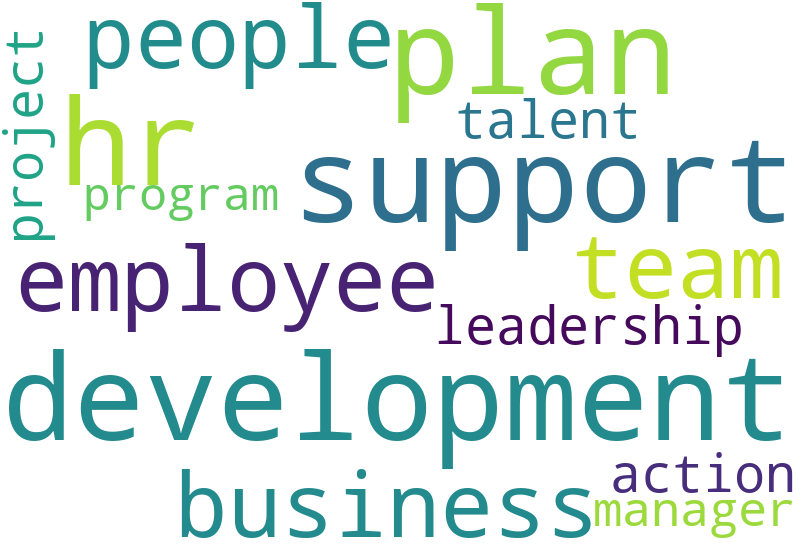 people
plan
project
hr
talent
program
support
employee
team
leadership
development
business
action
manager